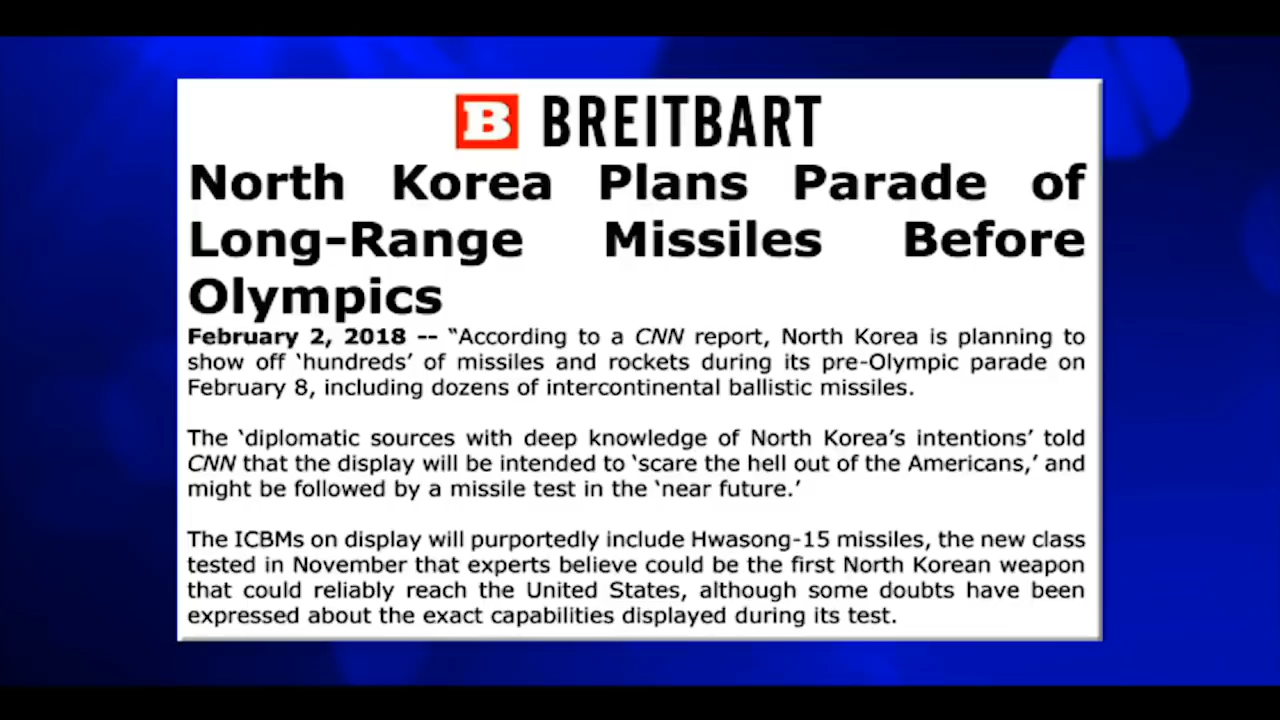 B BREITBART
North Korea Plans Parade of
Long-Range Missiles Before
Olympics
February 2, 2018 -- “According to a CNN report, North Korea is planning to
show off ‘hundreds’ of missiles and rockets during its pre-Olympic parade on
February 8, including dozens of intercontinental ballistic missiles.
The ‘diplomatic sources with deep knowledge of North Korea’s intentions’ told
CNN that the display will be intended to ‘scare the hell out of the Americans,’ and
might be followed by a missile test in the ‘near future.’
The ICBMs on display will purportedly include Hwasong-15 missiles, the new class
tested in November that experts believe could be the first North Korean weapon
that could reliably reach the United States, although some doubts have been
expressed about the exact capabilities displayed during its test.